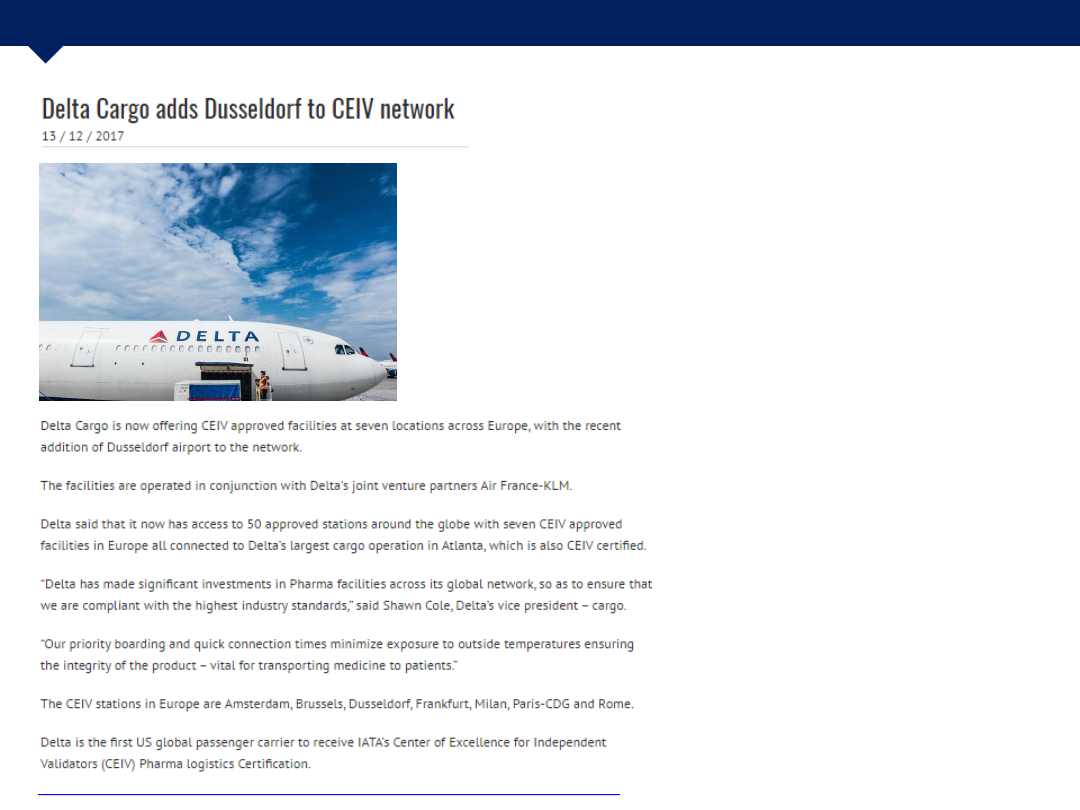 Delta Cargo adds Dusseldorf to CEIV network
13 / 12 / 2017
DELTA
Delta Cargo is now offering CEIV approved facilities at seven locations across Europe, with the recent
addition of Dusseldorf airport to the network.
The facilities are operated in conjunction with Delta's joint venture partners Air France-KLM.
Delta said that it now has access to 50 approved stations around the globe with seven CEIV approved
facilities in Europe all connected to Delta's largest cargo operation in Atlanta, which is also CEIV certified.
“Delta has made significant investments in Pharma facilities across its global network, so as to ensure that
we are compliant with the highest industry standards,” said Shawn Cole, Delta's vice president – cargo.
“Our priority boarding and quick connection times minimize exposure to outside temperatures ensuring
the integrity of the product – vital for transporting medicine to patients.”
The CEIV stations in Europe are Amsterdam, Brussels, Dusseldorf, Frankfurt, Milan, Paris-CDG and Rome.
Delta is the first US global passenger carrier to receive IATA's Center of Excellence for Independent
Validators (CEIV) Pharma logistics Certification.